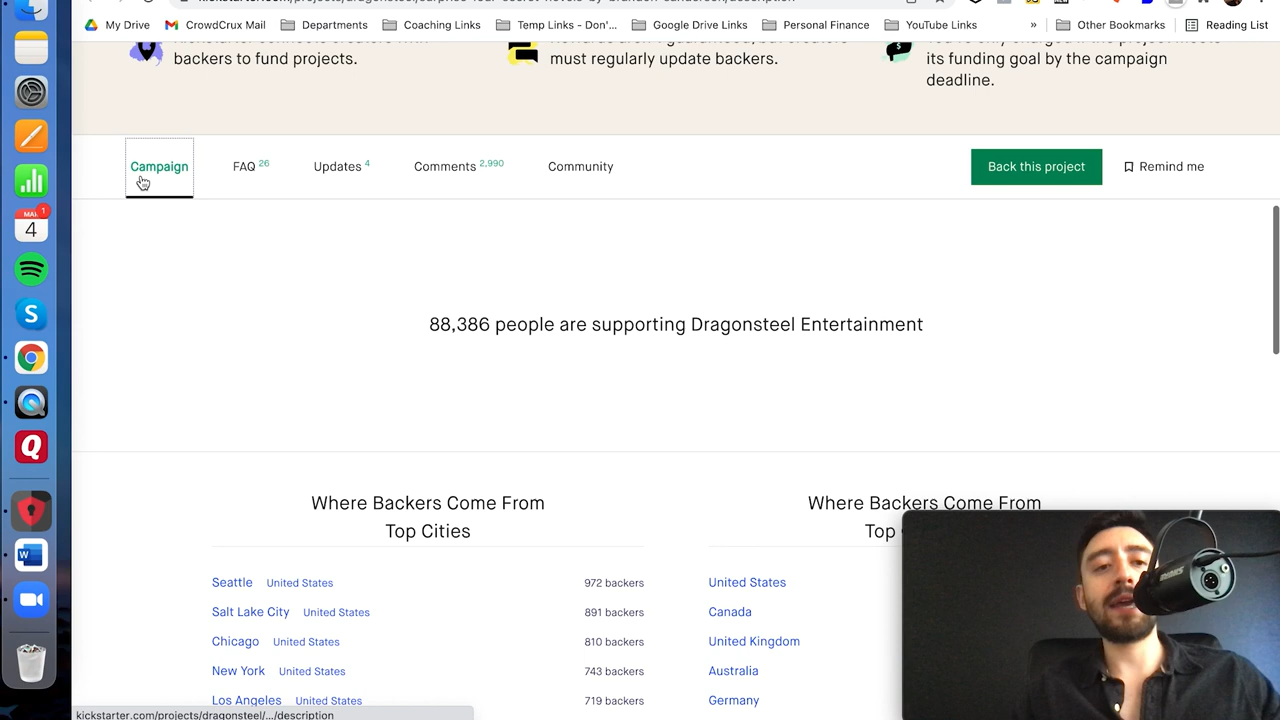 My Drive CrowdCrux Mail Departments Coaching Links Temp Links - Don'... Google Drive Links Personal Finance YouTube Links » Other Bookmarks Reading List
backers to fund projects.
must regularly update backers.
its funding goal by the campaign
deadline.
Campaign FAQ 26 Updates 4 Comments 2,990 Community Back this project Remind me
88,386 people are supporting Dragonsteel Entertainment
Where Backers Come From
Top Cities
Where Backers Come From
Top
Seattle United States 972 backers
Salt Lake City United States 891 backers
Chicago United States 810 backers
New York United States 743 backers
Los Angeles United States 719 backers
United States
Canada
United Kingdom
Australia
Germany
kickstarter.com/projects/dragonsteel/.../description
1
4